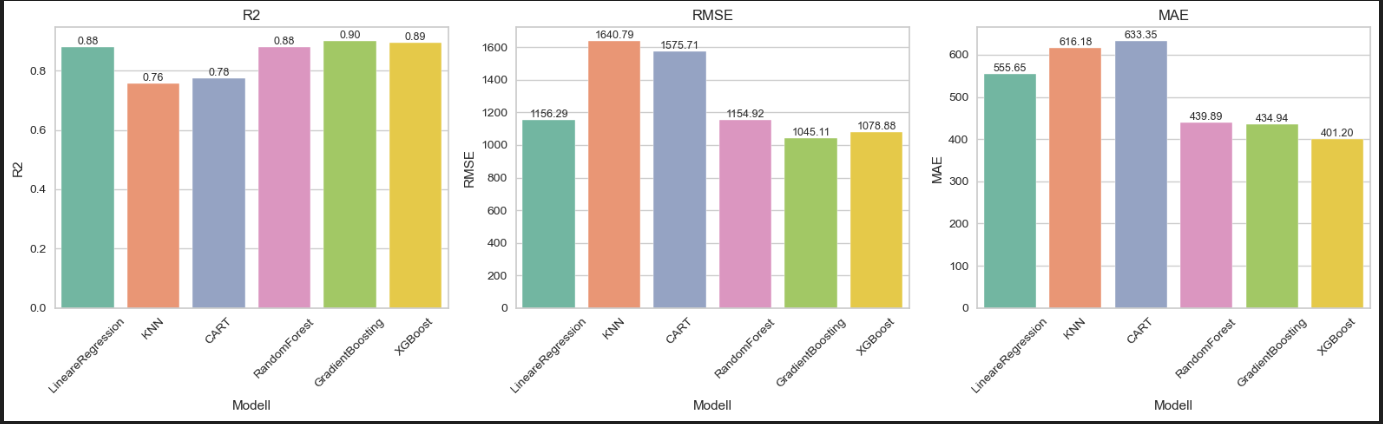 R2
R2
0.8
0.6
0.4
0.2
0.0
0.88
0.76
0.78
0.88
0.90
0.89
LineareRegression
KNN
CART
RandomForest
GradientBoosting
XGBoost
Modell
RMSE
RMSE
1600
1400
1200
1000
800
600
400
200
0
1156.29
1640.79
1575.71
1154.92
1045.11
1078.88
LineareRegression
KNN
CART
RandomForest
GradientBoosting
XGBoost
Modell
MAE
MAE
600
500
400
300
200
100
0
555.65
616.18
633.35
439.89
434.94
401.20
LineareRegression
KNN
CART
RandomForest
GradientBoosting
XGBoost
Modell